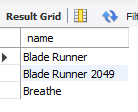 Result Grid
name
Blade Runner
Blade Runner 2049
Breathe